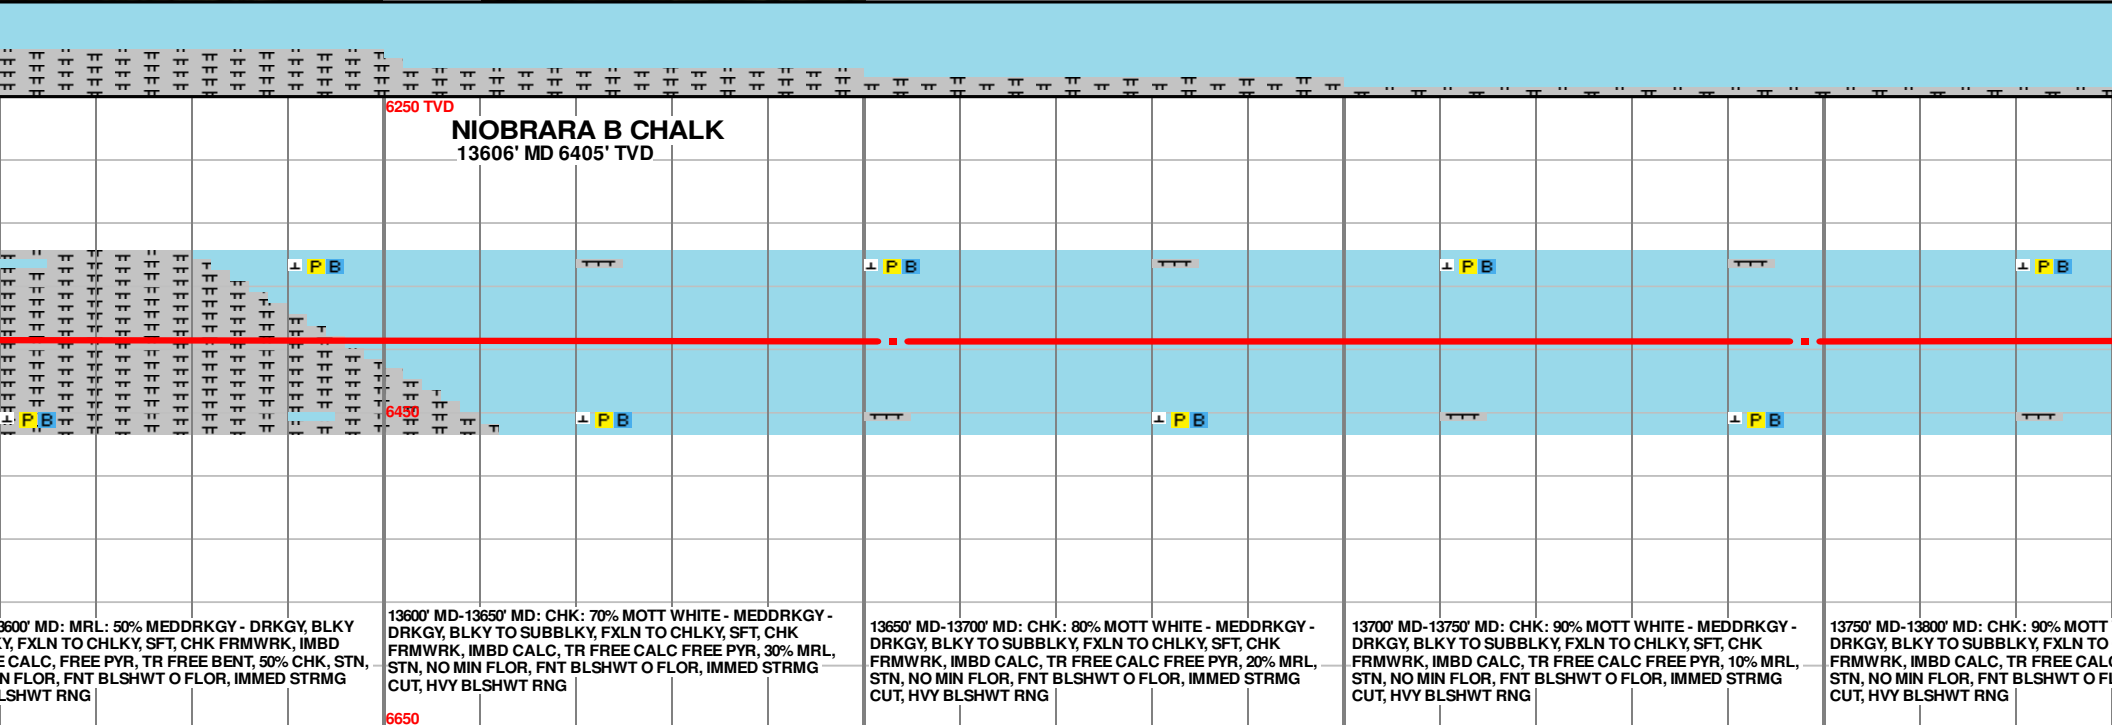 6250 TVD
NIOBRARA B CHALK
13606' MD 6405' TVD
P B
P B
P B
P B
6450
P B
P B
P B
P B
3600' MD: MRL: 50% MEDDRKGY - DRKGY, BLKY
Y, FXLN TO CHLKY, SFT, CHK FRMWRK, IMBD
E CALC, FREE PYR, TR FREE BENT, 50% CHK, STN,
N FLOR, FNT BLSHWT O FLOR, IMMED STRMG
LSHWT RNG
13600' MD-13650' MD: CHK: 70% MOTT WHITE - MEDDRKGY -
DRKGY, BLKY TO SUBBLKY, FXLN TO CHLKY, SFT, CHK
FRMWRK, IMBD CALC, TR FREE CALC FREE PYR, 30% MRL,
STN, NO MIN FLOR, FNT BLSHWT O FLOR, IMMED STRMG
CUT, HVY BLSHWT RNG
13650' MD-13700' MD: CHK: 80% MOTT WHITE - MEDDRKGY -
DRKGY, BLKY TO SUBBLKY, FXLN TO CHLKY, SFT, CHK
FRMWRK, IMBD CALC, TR FREE CALC FREE PYR, 20% MRL,
STN, NO MIN FLOR, FNT BLSHWT O FLOR, IMMED STRMG
CUT, HVY BLSHWT RNG
13700' MD-13750' MD: CHK: 90% MOTT WHITE - MEDDRKGY -
DRKGY, BLKY TO SUBBLKY, FXLN TO CHLKY, SFT, CHK
FRMWRK, IMBD CALC, TR FREE CALC FREE PYR, 10% MRL,
STN, NO MIN FLOR, FNT BLSHWT O FLOR, IMMED STRMG
CUT, HVY BLSHWT RNG
13750' MD-13800' MD: CHK: 90% MOTT
DRKGY, BLKY TO SUBBLKY, FXLN TO
FRMWRK, IMBD CALC, TR FREE CALC
STN, NO MIN FLOR, FNT BLSHWT O FL
CUT, HVY BLSHWT RNG
6650